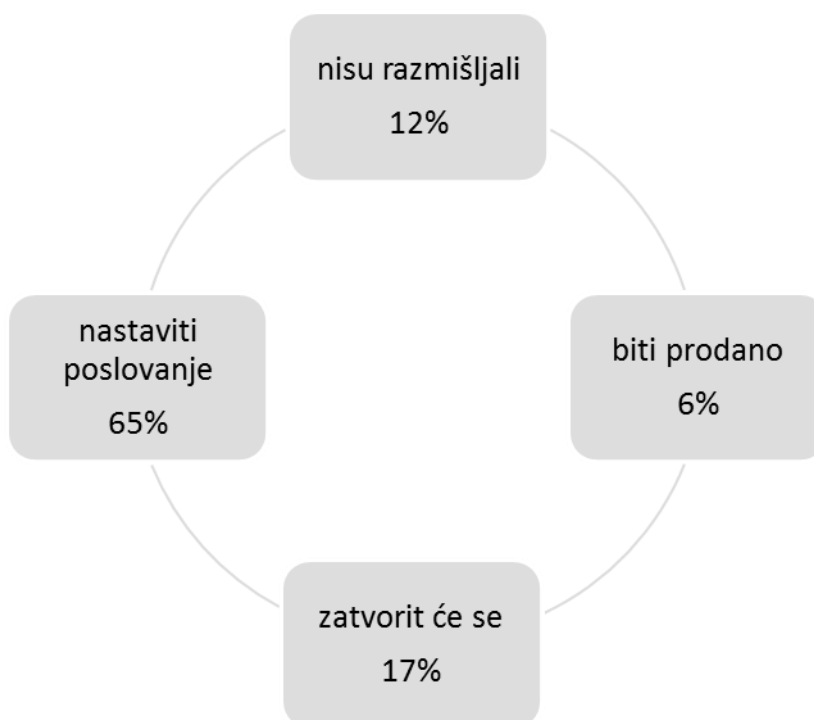 nisu razmišljali
12%
nastaviti
poslovanje
65%
biti prodano
6%
zatvorit će se
17%